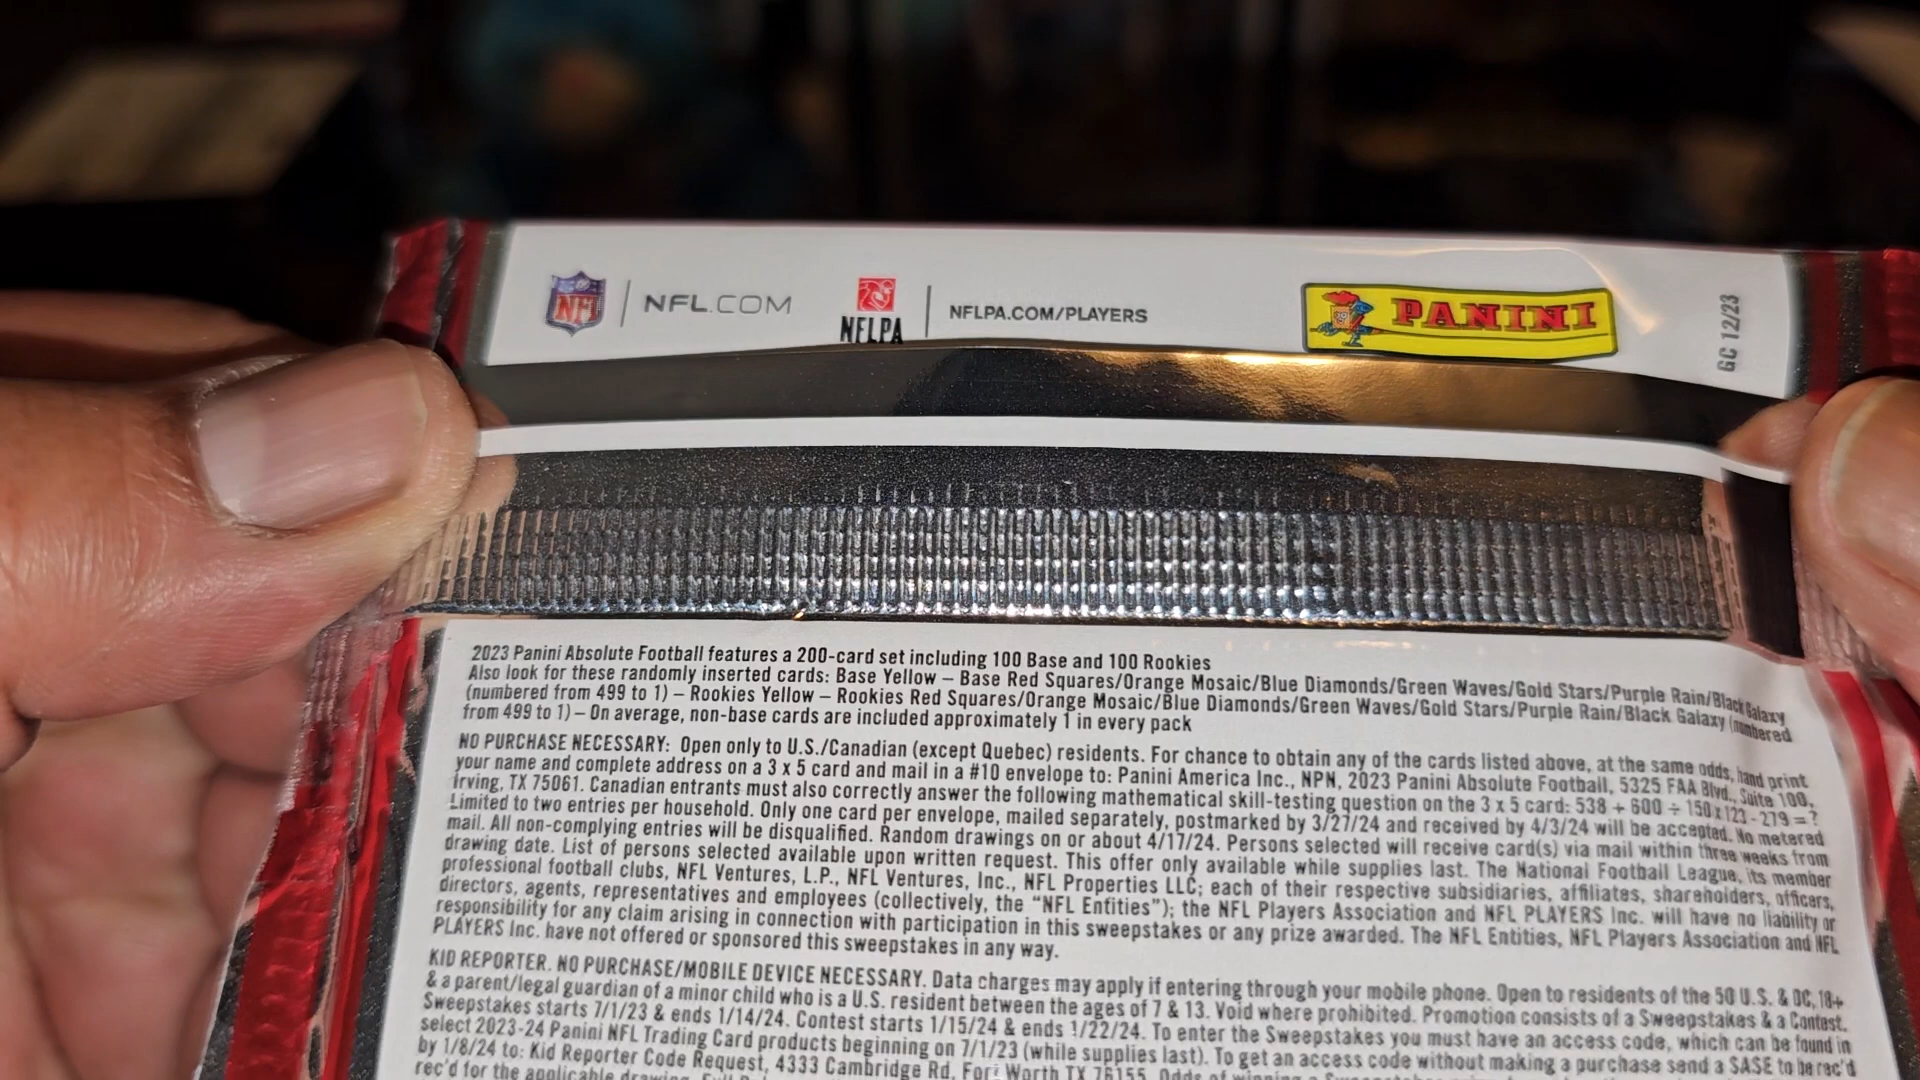 NFL | NFL.COM NFLPA | NFLPA.COM/PLAYERS PANINI GC 12/23
2023 Panini Absolute Football features a 200-card set including 100 Base and 100 Rookies
Also look for these randomly inserted cards: Base Yellow – Base Red Squares/Orange Mosaic/Blue Diamonds/Green Waves/Gold Stars/Purple Rain/Black Galaxy
(numbered from 499 to 1) – Rookies Yellow – Rookies Red Squares/Orange Mosaic/Blue Diamonds/Green Waves/Gold Stars/Purple Rain/Black Galaxy (numbered
from 499 to 1) – On average, non-base cards are included approximately 1 in every pack
NO PURCHASE NECESSARY: Open only to U.S./Canadian (except Quebec) residents. For chance to obtain any of the cards listed above, at the same odds, hand print
your name and complete address on a 3 x 5 card and mail in a #10 envelope to: Panini America Inc., NPN, 2023 Panini Absolute Football, 5325 FAA Blvd., Suite 100,
Irving, TX 75061. Canadian entrants must also correctly answer the following mathematical skill-testing question on the 3 x 5 card: 538 + 600 ÷ 150 x 123 - 279 = ?
Limited to two entries per household. Only one card per envelope, mailed separately, postmarked by 3/27/24 and received by 4/3/24 will be accepted. No metered
mail. All non-complying entries will be disqualified. Random drawings on or about 4/17/24. Persons selected will receive card(s) via mail within three weeks from
drawing date. List of persons selected available upon written request. This offer only available while supplies last. The National Football League, its member
professional football clubs, NFL Ventures, L.P., NFL Ventures, Inc., NFL Properties LLC; each of their respective subsidiaries, affiliates, shareholders, officers,
directors, agents, representatives and employees (collectively, the “NFL Entities”); the NFL Players Association and NFL PLAYERS Inc. will have no liability or
responsibility for any claim arising in connection with participation in this sweepstakes or any prize awarded. The NFL Entities, NFL Players Association and NFL
PLAYERS Inc. have not offered or sponsored this sweepstakes in any way.
KID REPORTER. NO PURCHASE/MOBILE DEVICE NECESSARY. Data charges may apply if entering through your mobile phone. Open to residents of the 50 U.S. & DC, 18+
& a parent/legal guardian of a minor child who is a U.S. resident between the ages of 7 & 13. Void where prohibited. Promotion consists of a Sweepstakes & a Contest.
Sweepstakes starts 7/1/23 & ends 1/14/24. Contest starts 1/15/24 & ends 1/22/24. To enter the Sweepstakes you must have an access code, which can be found in
select 2023-24 Panini NFL Trading Card products beginning on 7/1/23 (while supplies last). To get an access code without making a purchase send a SASE to be rec'd
by 1/8/24 to: Kid Reporter Code Request, 4333 Cambridge Rd, Fort Worth TX 76155. Odds of winning a
rec'd for the applicable drawing.